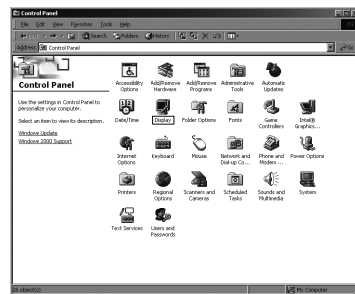 Control Panel
File Edit View Favorites Tools Help
Back Search Folders History
Address Control Panel Go
Control Panel
Use the settings in Control Panel to
personalize your computer.
Select an item to view its description.
Windows Update
Windows 2000 Support
Accessibility Options
Add/Remove Hardware
Add/Remove Programs
Administrative Tools
Automatic Updates
Date/Time
Display
Folder Options
Fonts
Game Controllers
Intel® Graphics...
Internet Options
Keyboard
Mouse
Network and Dial-up Co...
Phone and Modem ...
Power Options
Printers
Regional Options
Scanners and Cameras
Scheduled Tasks
Sounds and Multimedia
System
Text Services
Users and Passwords
26 object(s) My Computer